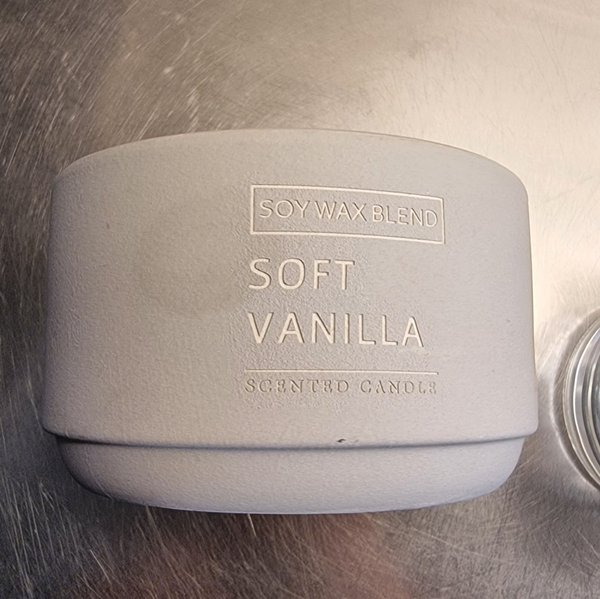 SOY WAX BLEND
SOFT
VANILLA
SCENTED CANDLE